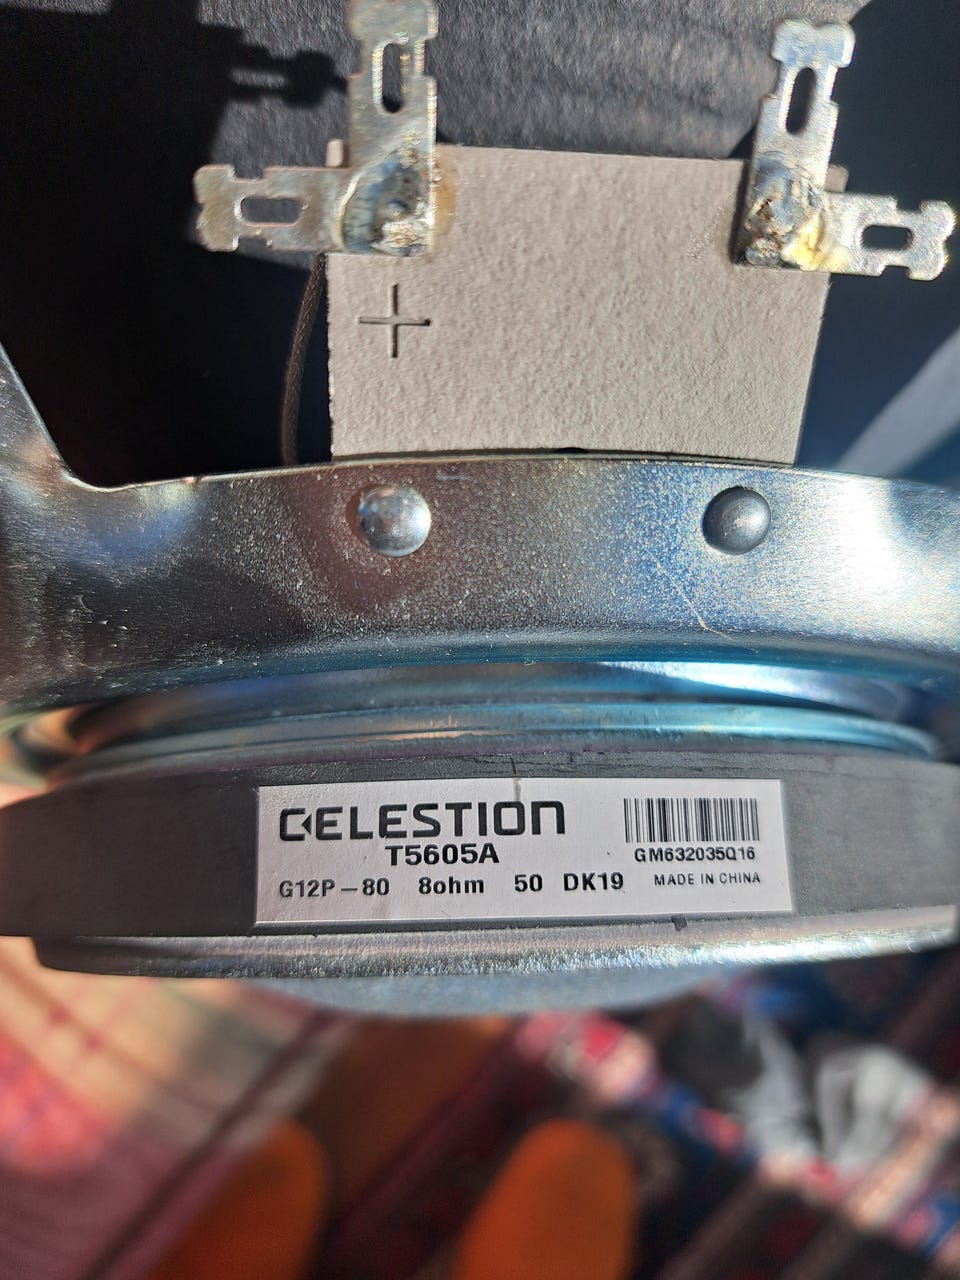 +
CELESTION
T5605A
GM632035Q16
G12P-80 8ohm 50 DK19 MADE IN CHINA